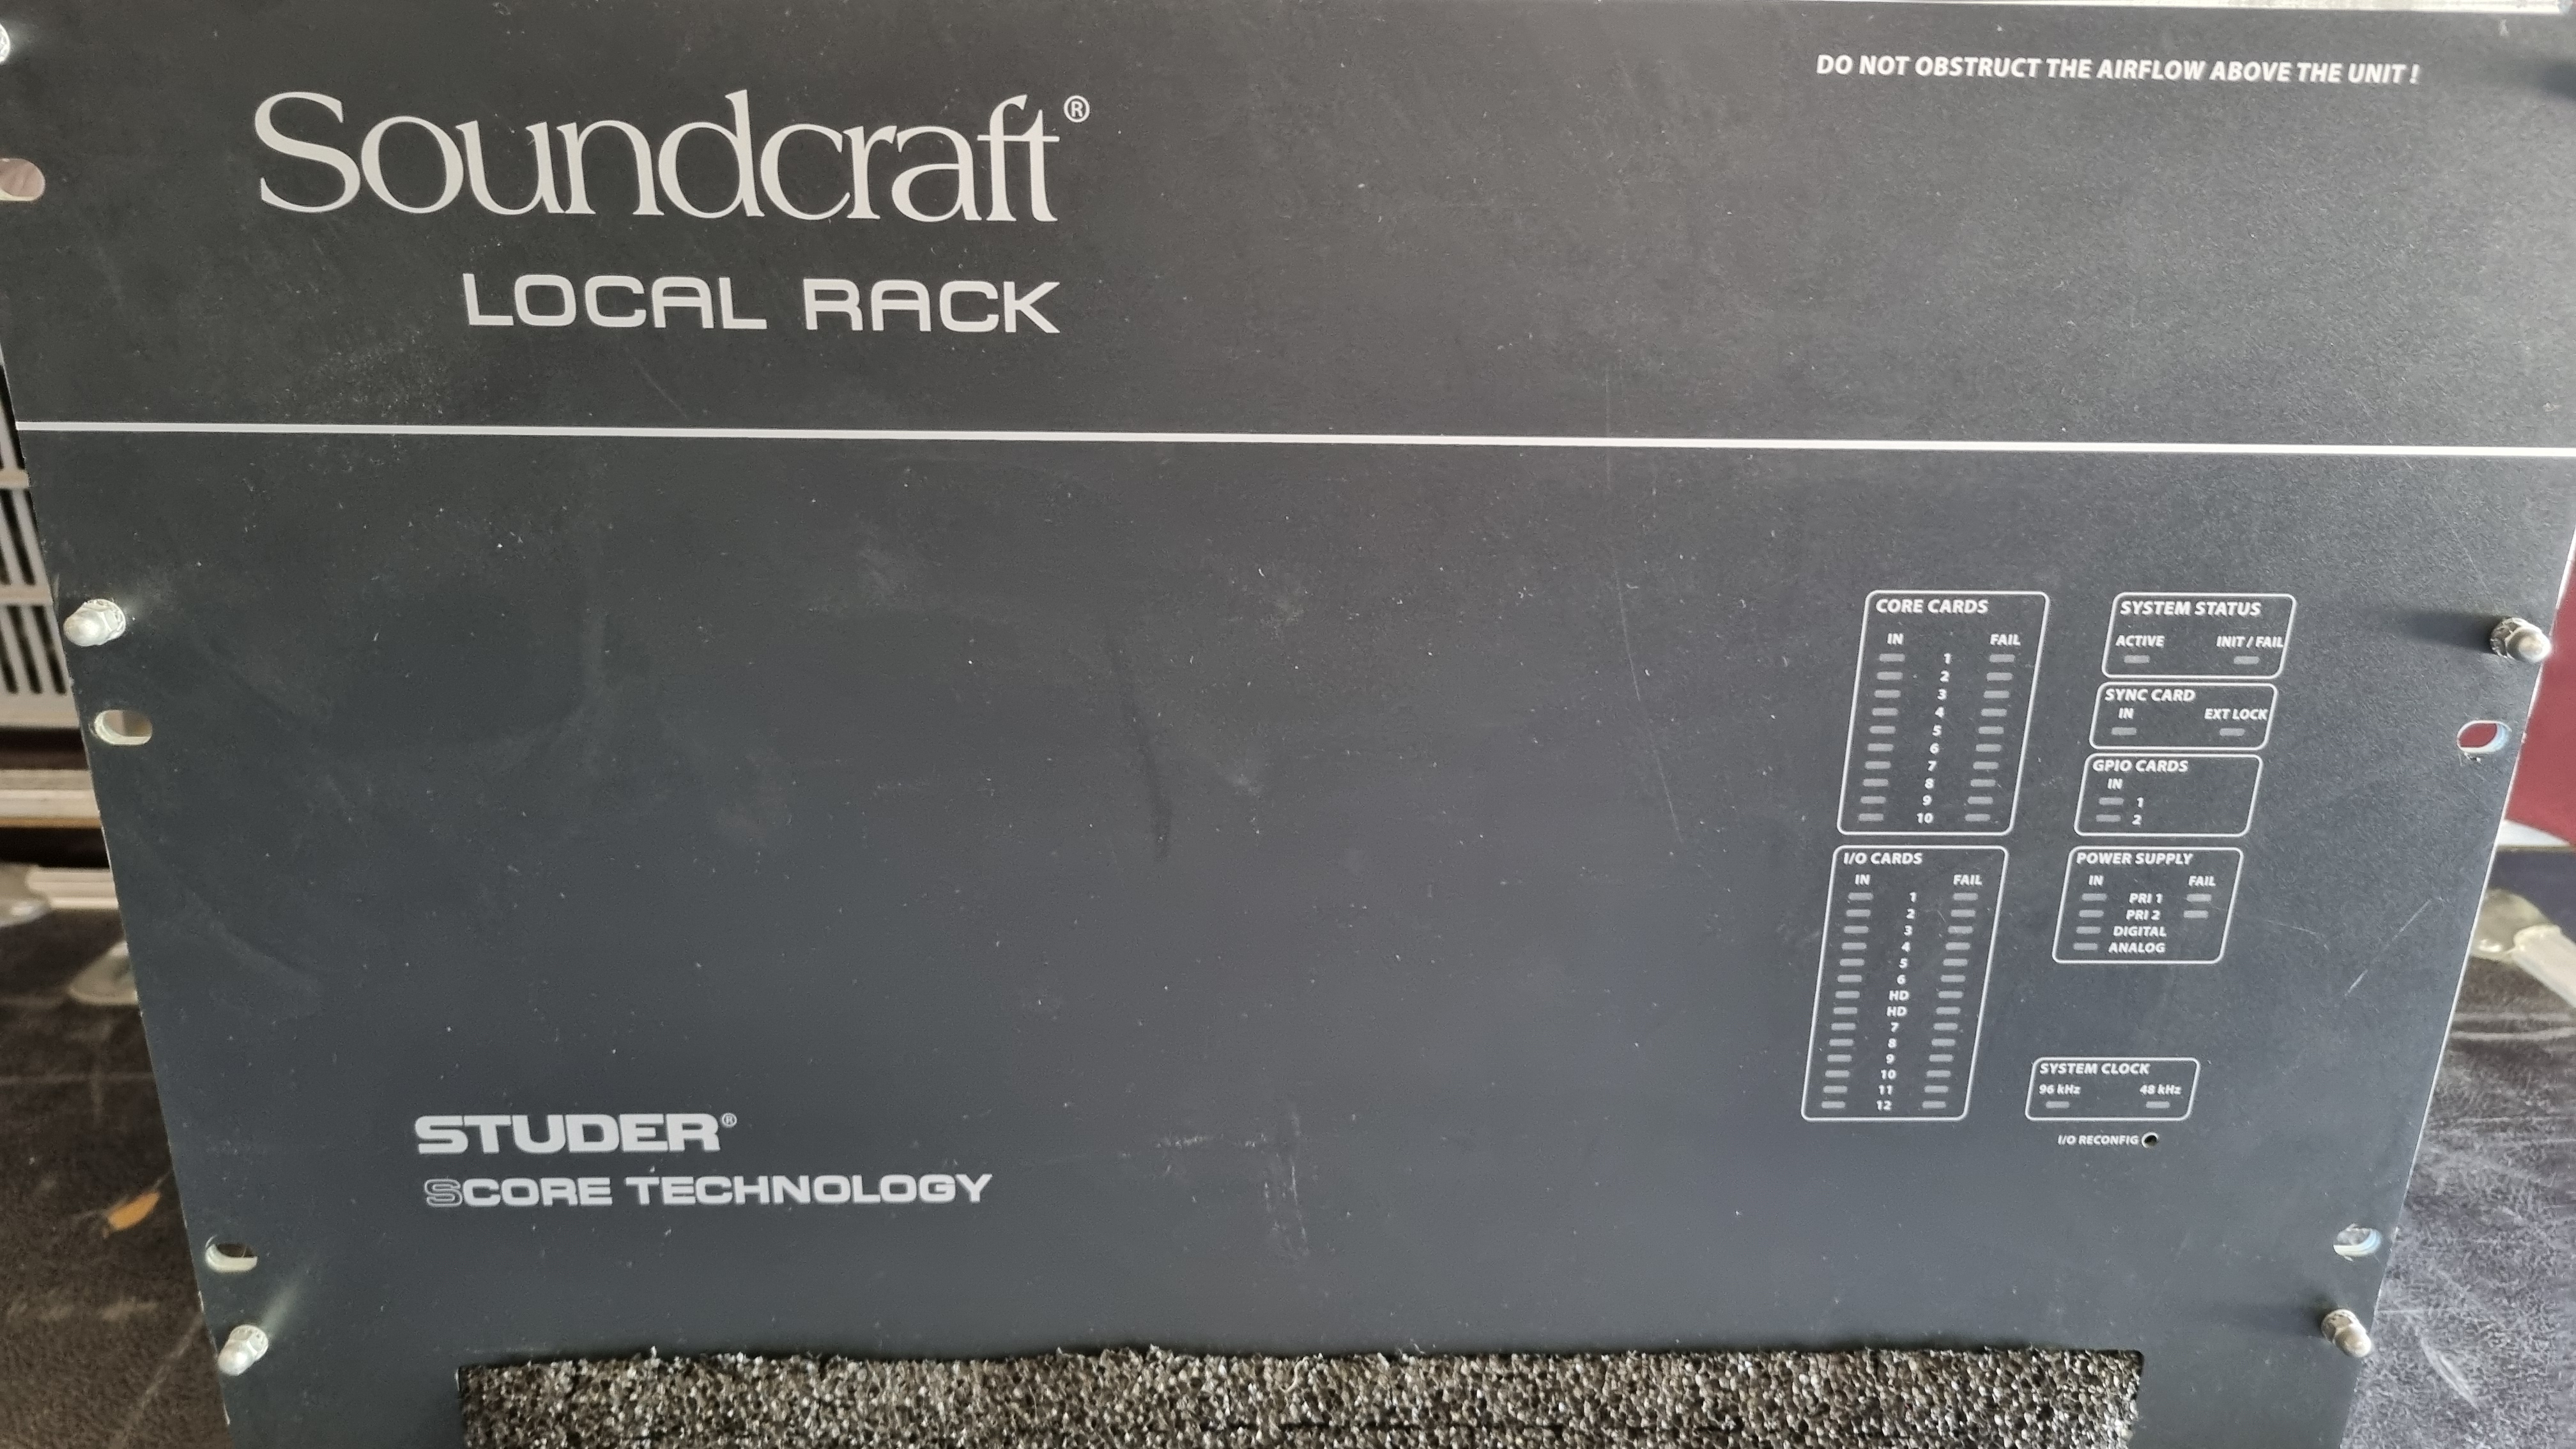 DO NOT OBSTRUCT THE AIRFLOW ABOVE THE UNIT !
Soundcraft®
LOCAL RACK
CORE CARDS
IN FAIL
1
2
3
4
5
6
7
8
9
10
I/O CARDS
IN FAIL
1
2
3
4
5
6
HD
HD
7
8
9
10
11
12
SYSTEM STATUS
ACTIVE INIT / FAIL
SYNC CARD
IN EXT LOCK
GPIO CARDS
IN
1
2
POWER SUPPLY
IN FAIL
PRI 1
PRI 2
DIGITAL
ANALOG
SYSTEM CLOCK
96 kHz 48 kHz
I/O RECONFIG
STUDER®
SCORE TECHNOLOGY